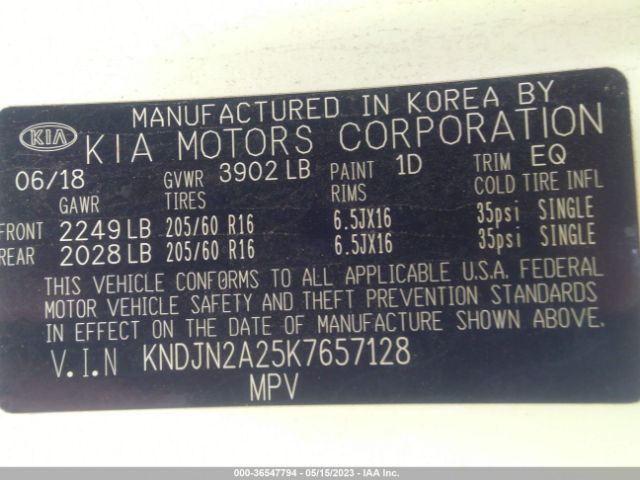 MANUFACTURED IN KOREA BY
KIA KIA MOTORS CORPORATION
06/18 GVWR 3902 LB PAINT 1D TRIM EQ
GAWR TIRES RIMS COLD TIRE INFL
FRONT 2249 LB 205/60 R16 6.5JX16 35psi SINGLE
REAR 2028 LB 205/60 R16 6.5JX16 35psi SINGLE
THIS VEHICLE CONFORMS TO ALL APPLICABLE U.S.A. FEDERAL
MOTOR VEHICLE SAFETY AND THEFT PREVENTION STANDARDS
IN EFFECT ON THE DATE OF MANUFACTURE SHOWN ABOVE.
V.I.N KNDJN2A25K7657128
MPV
000-36547794 - 05/15/2023 - IAAI.COM